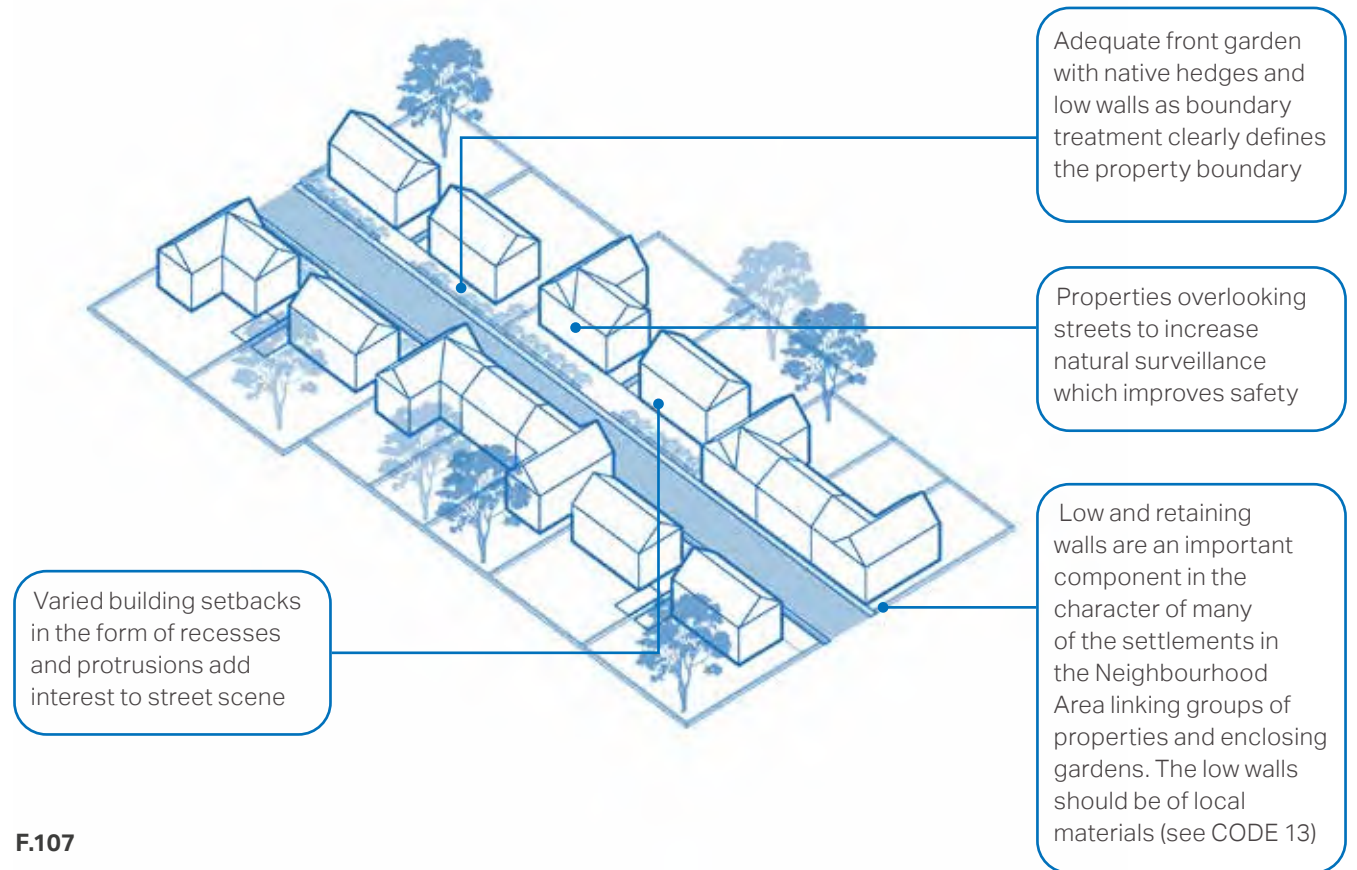 Adequate front garden
with native hedges and
low walls as boundary
treatment clearly defines
the property boundary
Properties overlooking
streets to increase
natural surveillance
which improves safety
Low and retaining
walls are an important
component in the
character of many
of the settlements in
the Neighbourhood
Area linking groups of
properties and enclosing
gardens. The low walls
should be of local
materials (see CODE 13)
Varied building setbacks
in the form of recesses
and protrusions add
interest to street scene
F.107